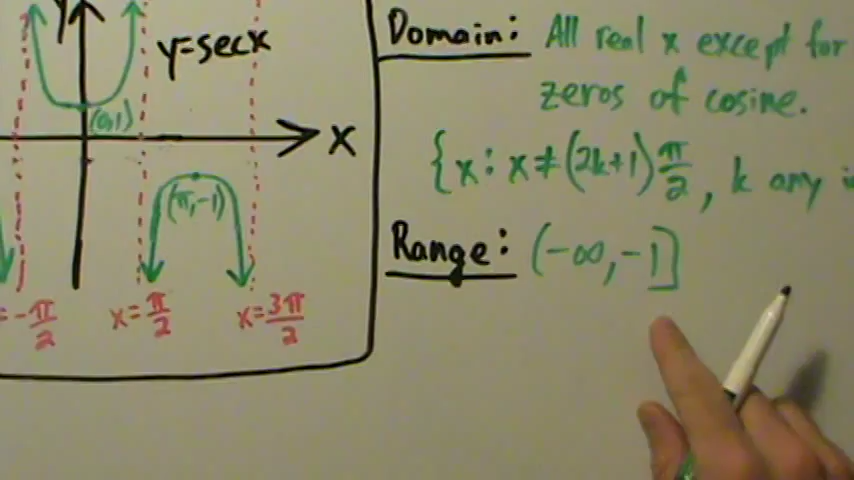 y
y=secx
(0,1)
x
(π,-1)
=-π/2
x=π/2
x=3π/2
Domain: All real x except for
zeros of cosine.
{x: x≠(2k+1)π/2, k any
Range: (-∞,-1]